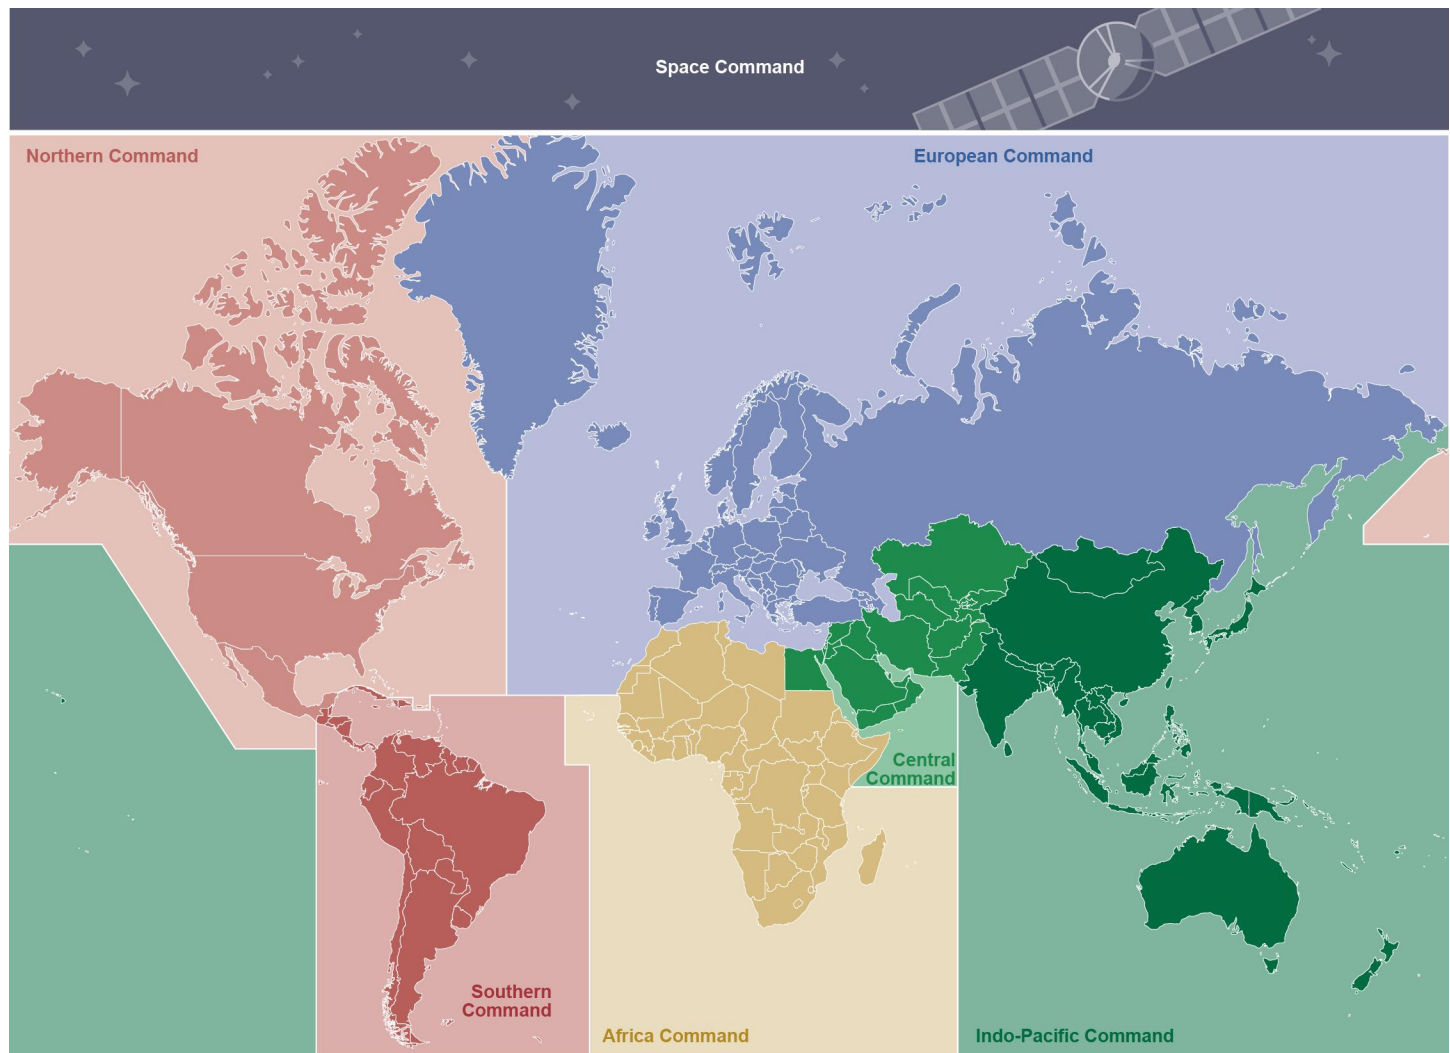 Space Command
Northern Command
European Command
Central
Command
Southern
Command
Africa Command
Indo-Pacific Command